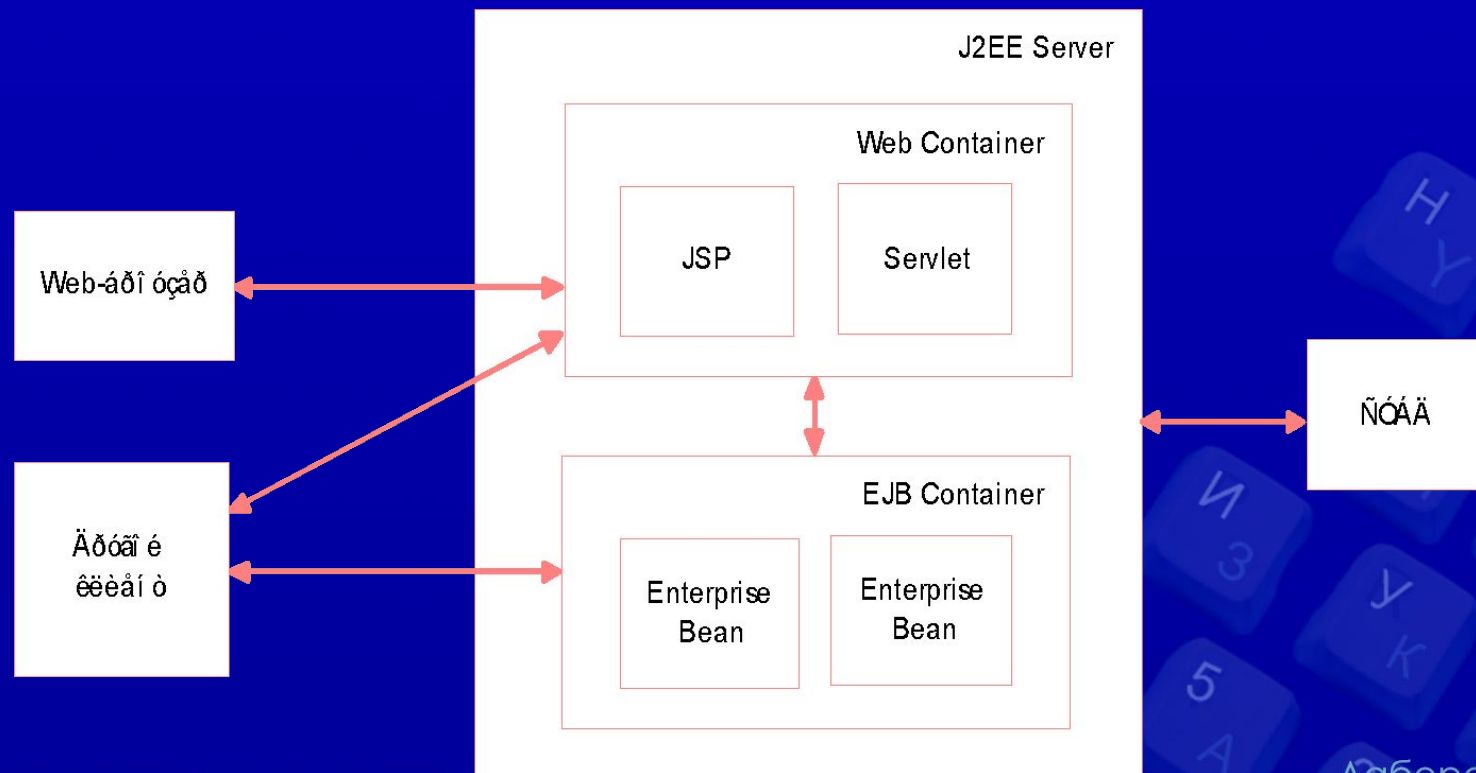 J2EE Server
Web Container
JSP
Servlet
Web-áðî óçåð
ÑÓÁÄ
EJB Container
Äðóãî é
êëèåí ò
Enterprise
Bean
Enterprise
Bean
Н
Y
И
З
У
К
5
А